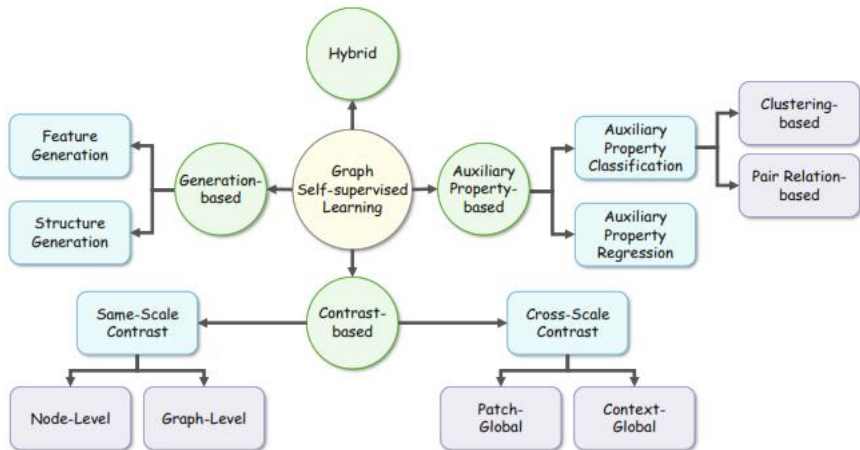 Hybrid
Feature
Generation
Structure
Generation
Generation-
based
Graph
Self-supervised
Learning
Auxiliary
Property-
based
Auxiliary
Property
Classification
Auxiliary
Property
Regression
Clustering-
based
Pair Relation-
based
Contrast-
based
Same-Scale
Contrast
Node-Level
Graph-Level
Cross-Scale
Contrast
Patch-
Global
Context-
Global